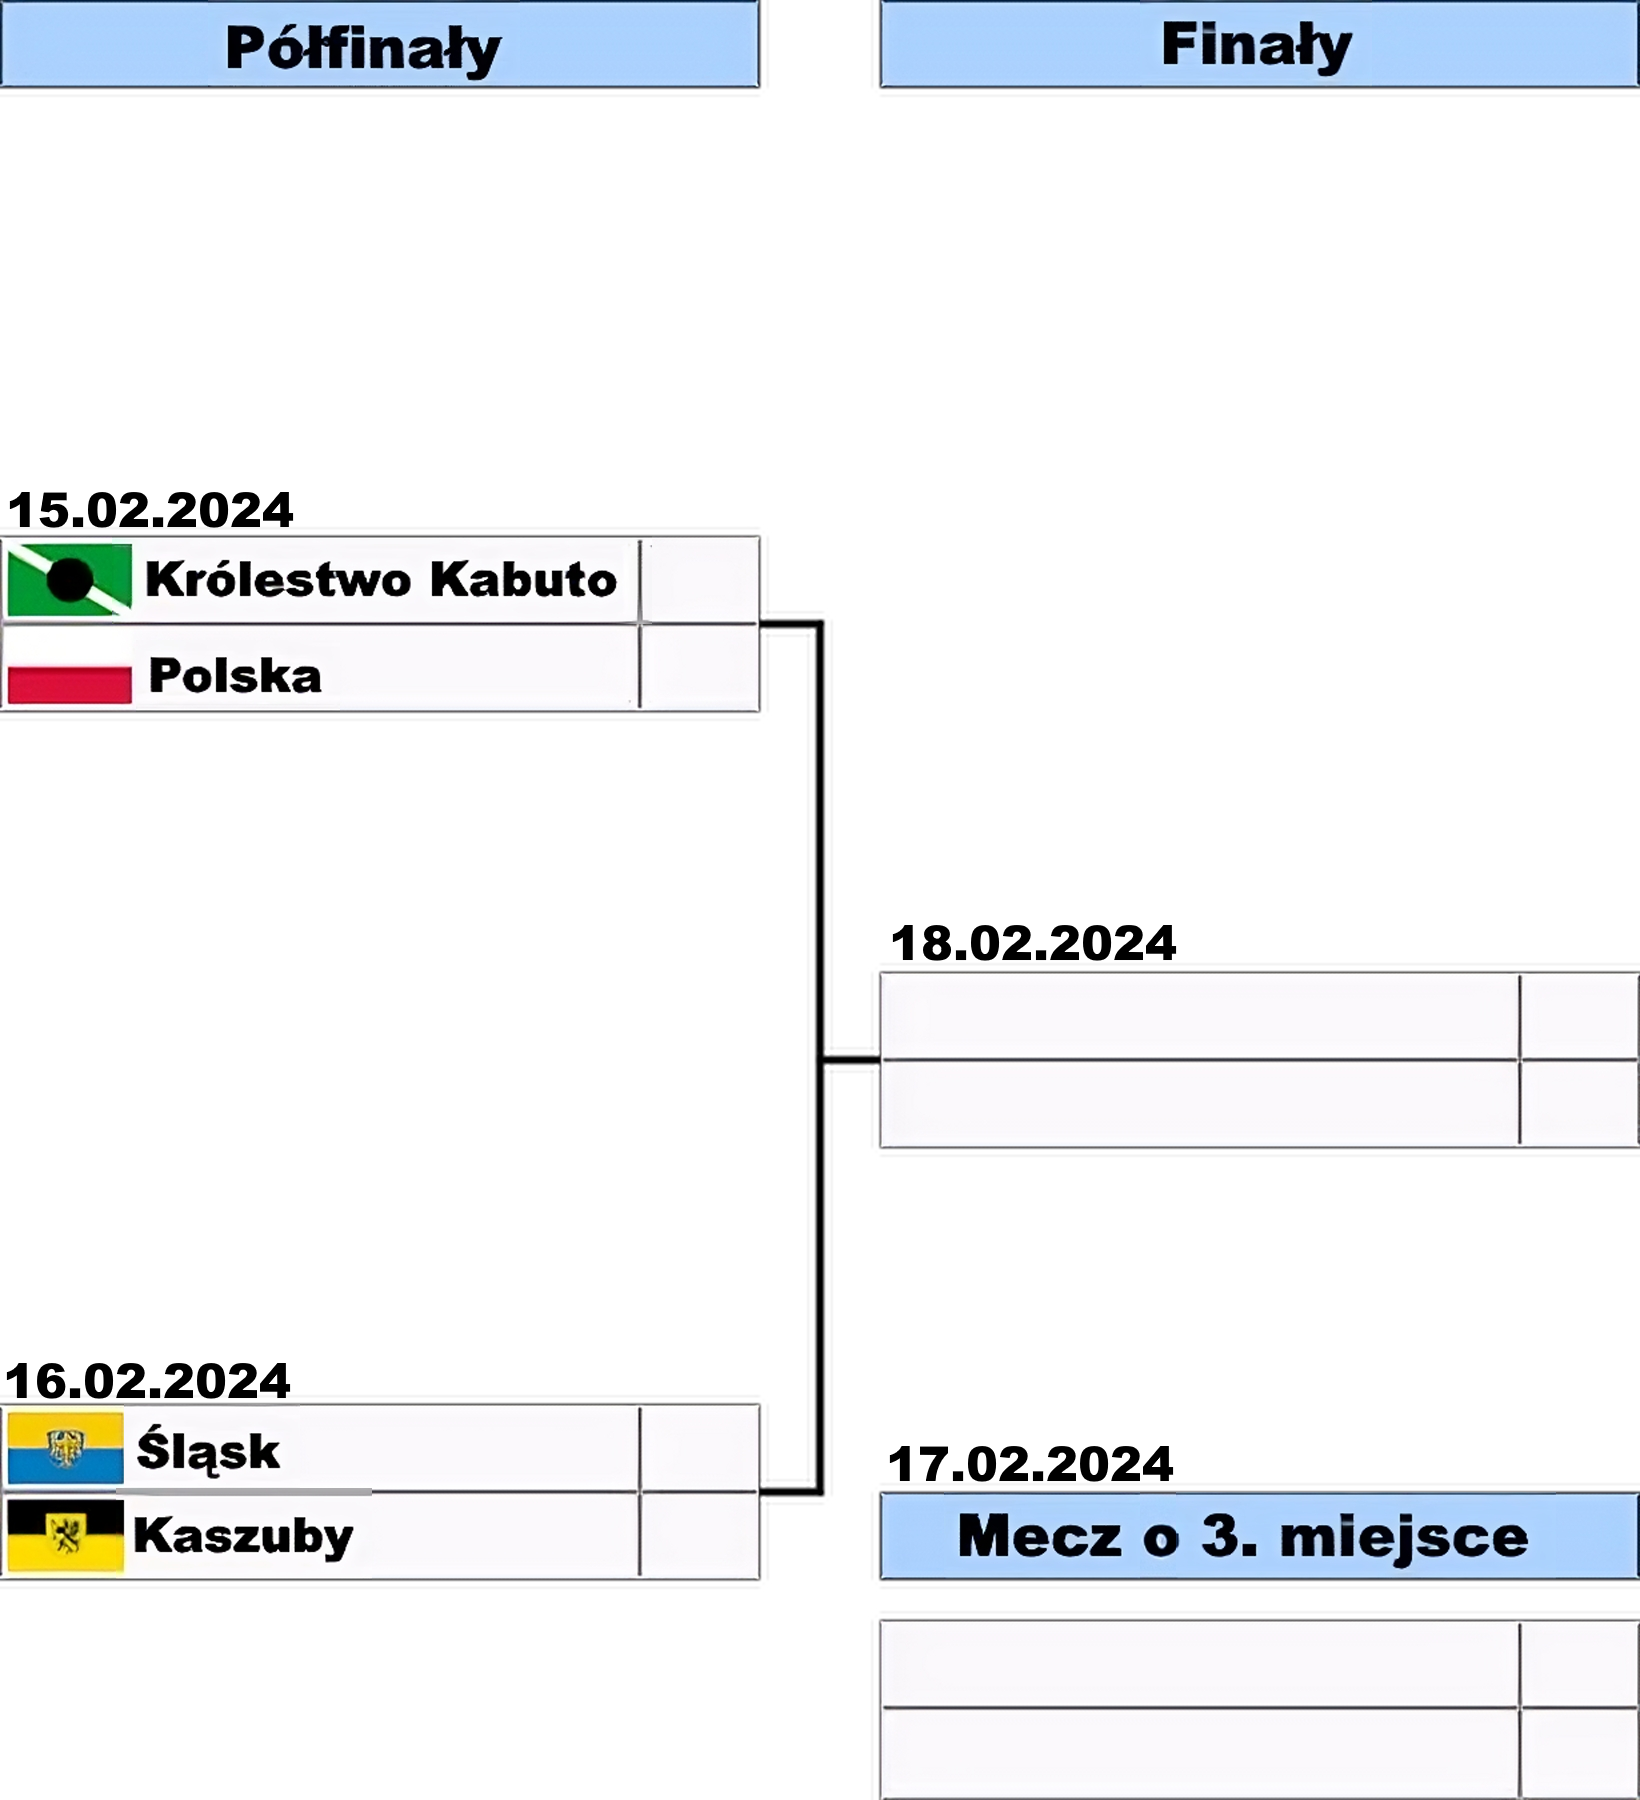 Półfinały
Finały
15.02.2024
Królestwo Kabuto
Polska
18.02.2024
16.02.2024
Śląsk
Kaszuby
17.02.2024
Mecz o 3. miejsce